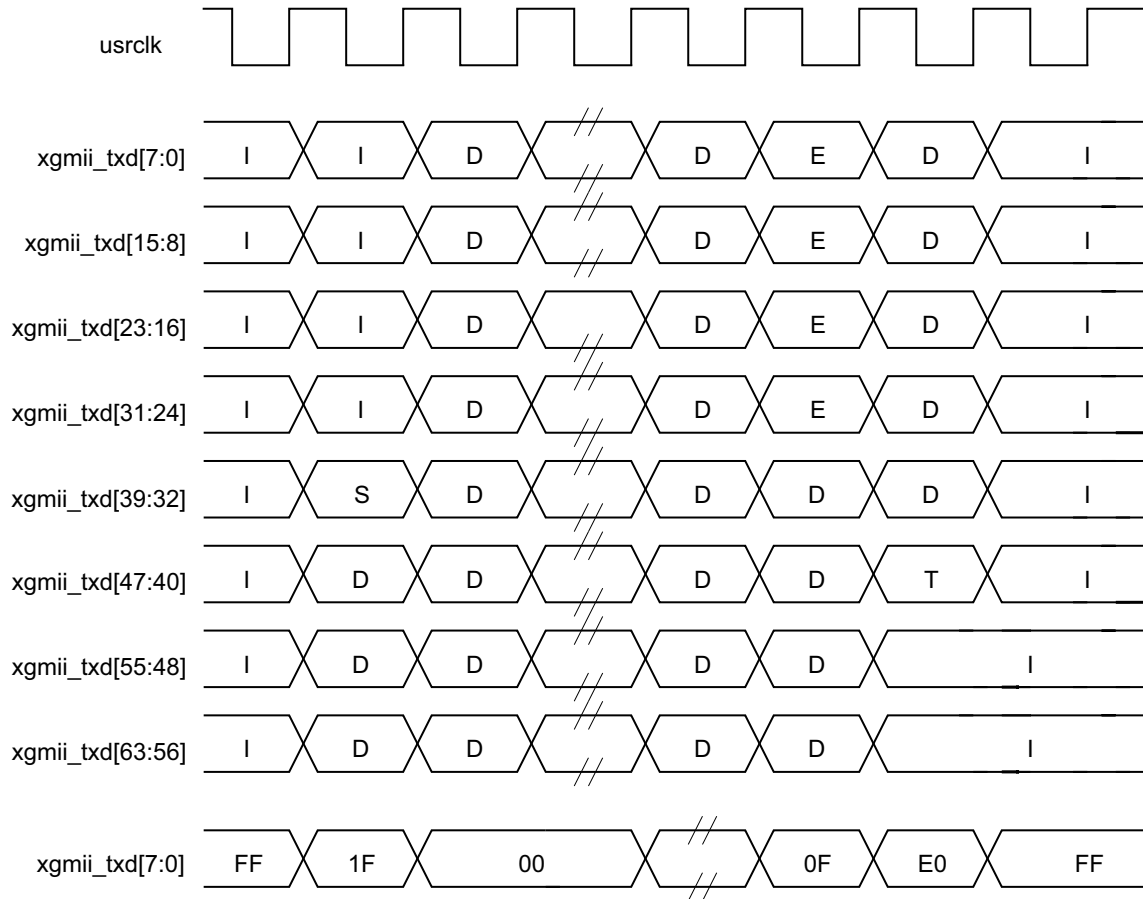 usrclk
xgmii_txd[7:0] I I D D E D I
xgmii_txd[15:8] I I D D E D I
xgmii_txd[23:16] I I D D E D I
xgmii_txd[31:24] I I D D E D I
xgmii_txd[39:32] I S D D D D I
xgmii_txd[47:40] I D D D D T I
xgmii_txd[55:48] I D D D D I
xgmii_txd[63:56] I D D D D I
xgmii_txd[7:0] FF 1F 00 0F E0 FF